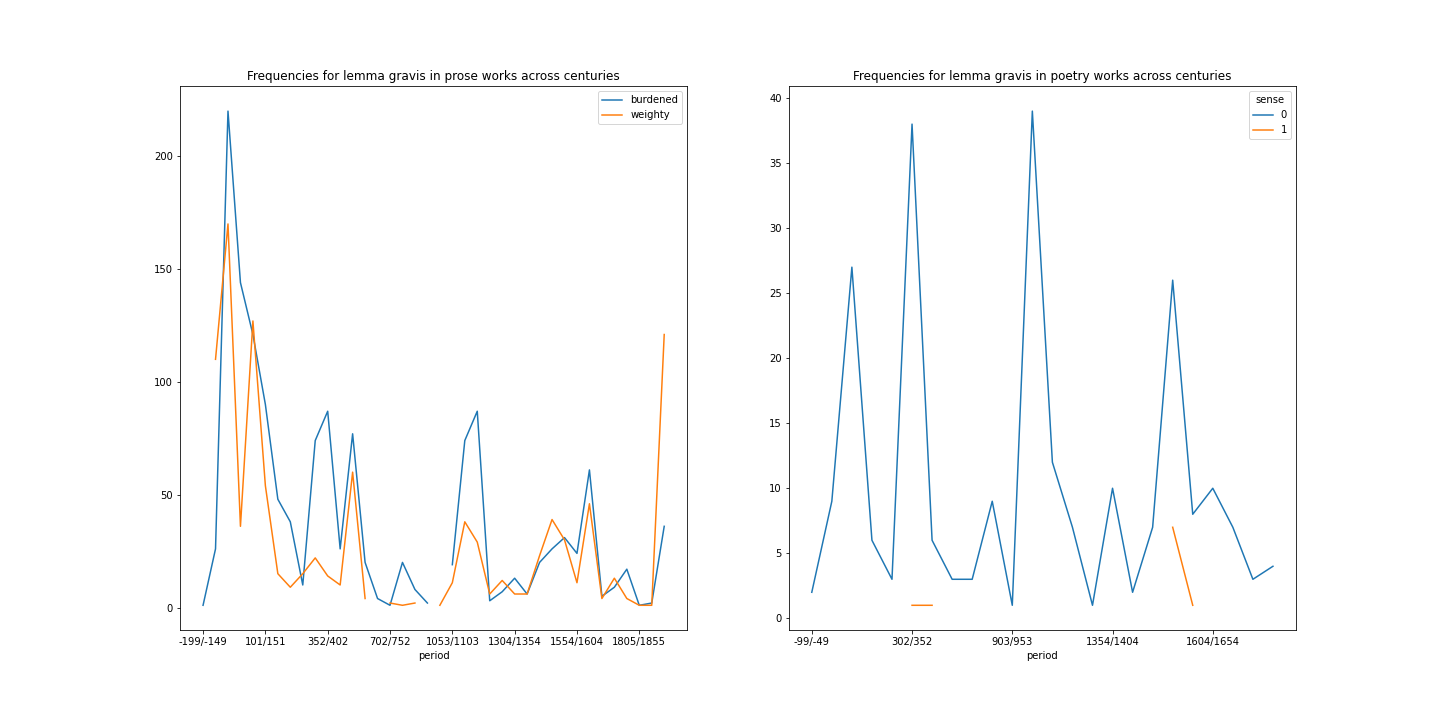 Frequencies for lemma gravis in prose works across centuries
burdened
weighty
200
150
100
50
0
-199/-149 101/151 352/402 702/752 1053/1103 1304/1354 1554/1604 1805/1855
period
Frequencies for lemma gravis in poetry works across centuries
sense
0
1
40
35
30
25
20
15
10
5
0
-99/-49 302/352 903/953 1354/1404 1604/1654
period